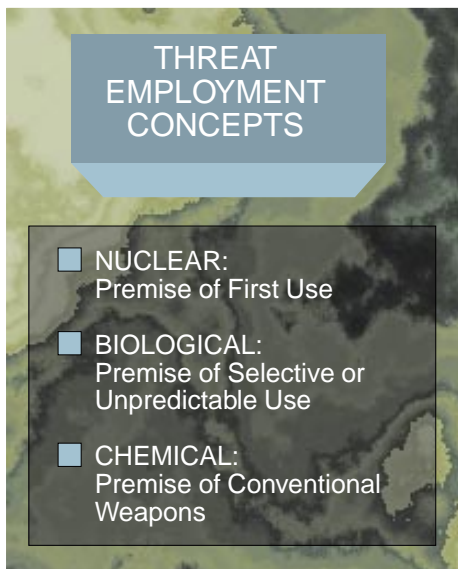 THREAT
EMPLOYMENT
CONCEPTS
NUCLEAR:
Premise of First Use
BIOLOGICAL:
Premise of Selective or
Unpredictable Use
CHEMICAL:
Premise of Conventional
Weapons